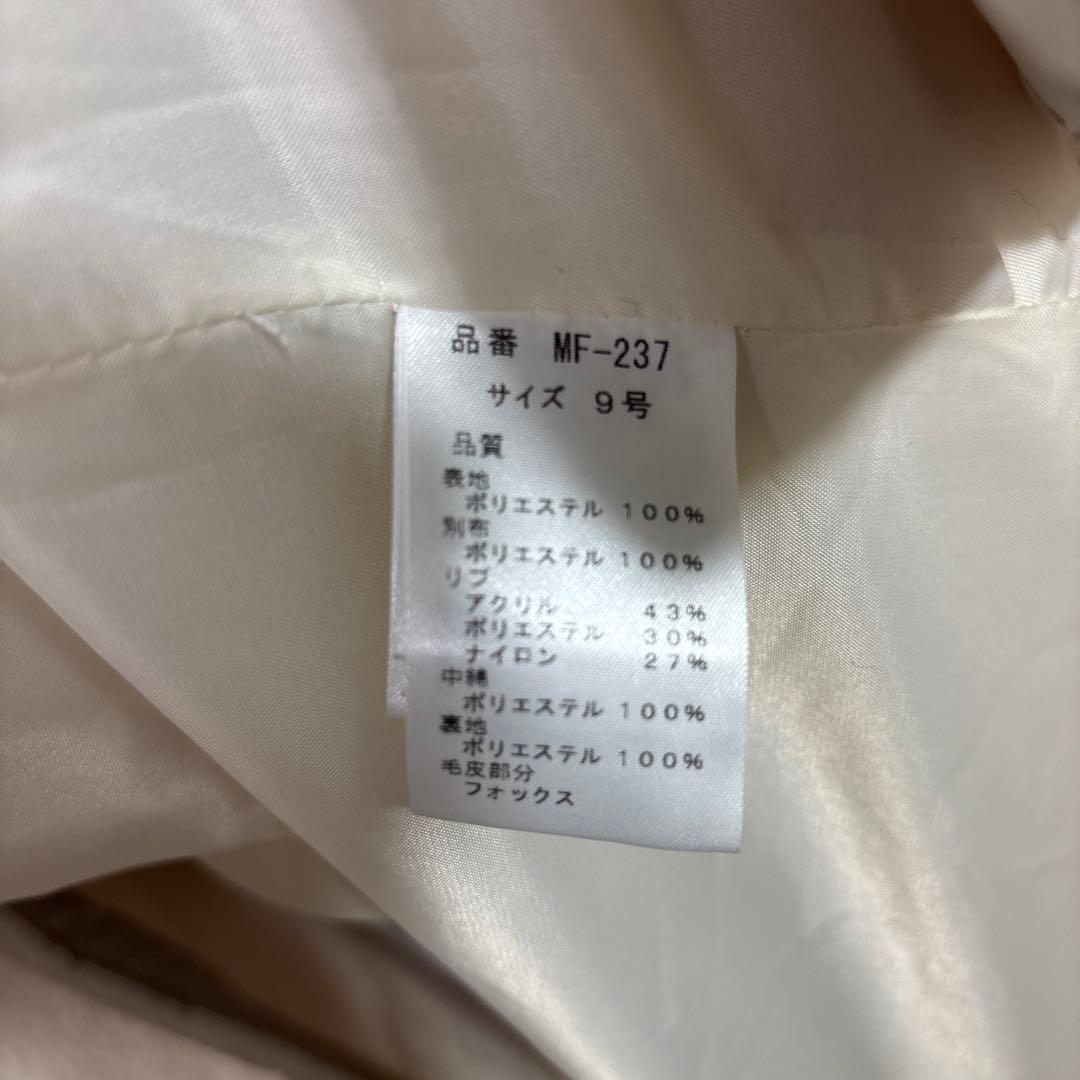 品番 MF-237
サイズ 9号
品質
表地
ポリエステル 100%
別布
ポリエステル 100%
リブ
アクリル 43%
ポリエステル 30%
ナイロン 27%
中綿
ポリエステル 100%
裏地
ポリエステル 100%
毛皮部分
フォックス